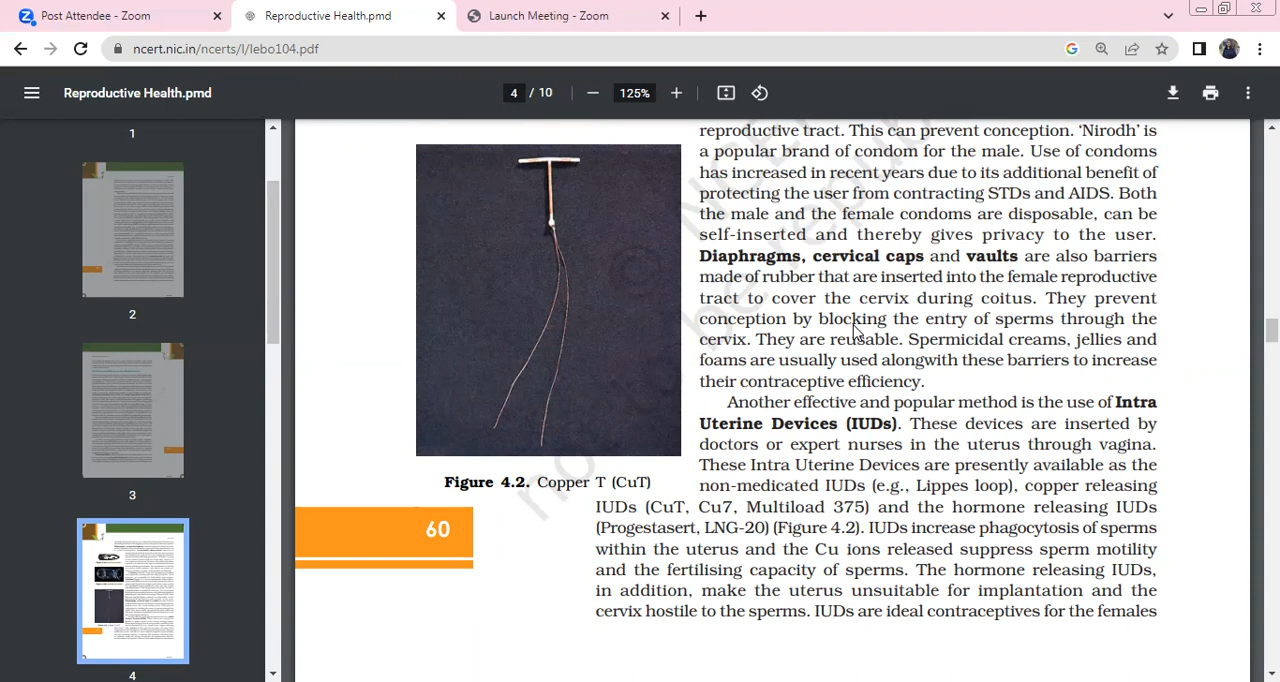 Post Attendee - Zoom
Reproductive Health.pmd
Launch Meeting - Zoom
ncert.nic.in/ncerts/l/lebo104.pdf
Reproductive Health.pmd
4 / 10
125%
1
2
3
4
reproductive tract. This can prevent conception. ‘Nirodh’ is
a popular brand of condom for the male. Use of condoms
has increased in recent years due to its additional benefit of
protecting the user from contracting STDs and AIDS. Both
the male and the female condoms are disposable, can be
self-inserted and thereby gives privacy to the user.
Diaphragms, cervical caps and vaults are also barriers
made of rubber that are inserted into the female reproductive
tract to cover the cervix during coitus. They prevent
conception by blocking the entry of sperms through the
cervix. They are reusable. Spermicidal creams, jellies and
foams are usually used alongwith these barriers to increase
their contraceptive efficiency.
Another effective and popular method is the use of Intra
Uterine Devices (IUDs). These devices are inserted by
doctors or expert nurses in the uterus through vagina.
These Intra Uterine Devices are presently available as the
non-medicated IUDs (e.g., Lippes loop), copper releasing
IUDs (CuT, Cu7, Multiload 375) and the hormone releasing IUDs
(Progestasert, LNG-20) (Figure 4.2). IUDs increase phagocytosis of sperms
within the uterus and the Cu ions released suppress sperm motility
and the fertilising capacity of sperms. The hormone releasing IUDs,
in addition, make the uterus unsuitable for implantation and the
cervix hostile to the sperms. IUDs are ideal contraceptives for the females
Figure 4.2. Copper T (CuT)
60